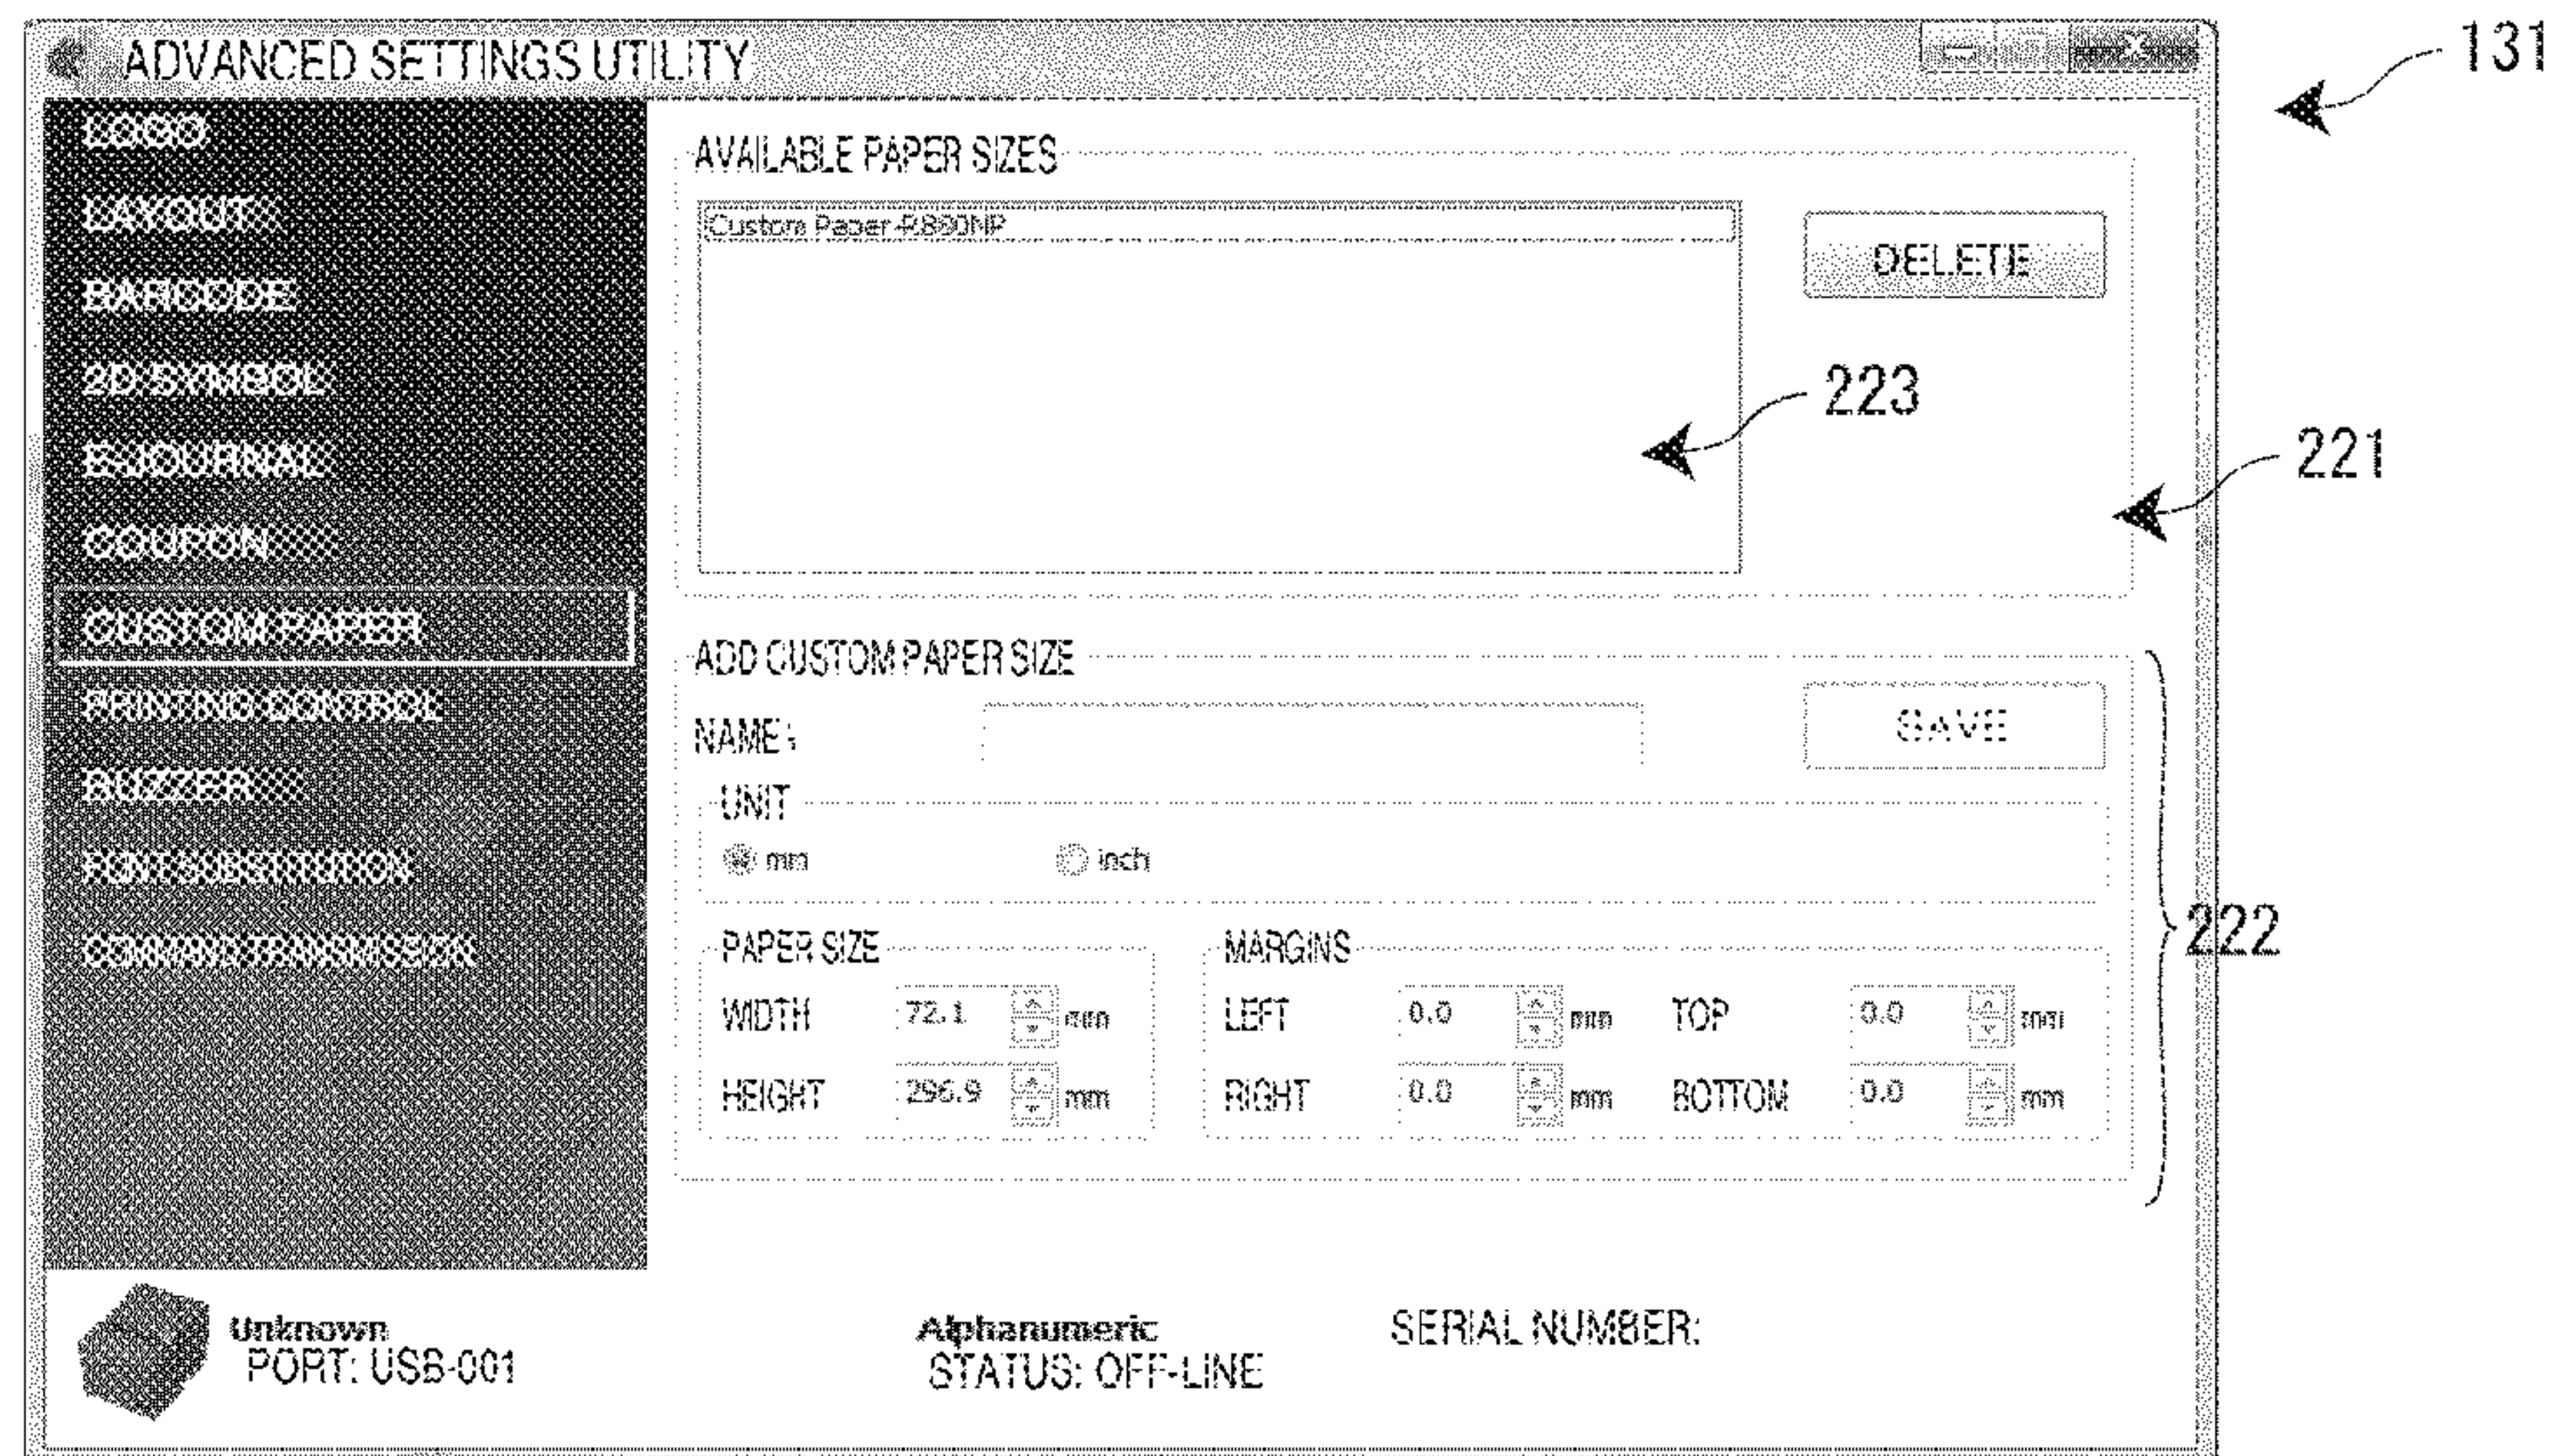 131
ADVANCED SETTINGS UTILITY
LOGO
LAYOUT
BARCODE
2D SYMBOL
E-JOURNAL
COUPON
CUSTOM PAPER
PRINTING CONTROL
BUZZER
FONT SUBSTITUTION
COMMAND TRANSMISSION
AVAILABLE PAPER SIZES
Custom Paper
DELETE
223
221
ADD CUSTOM PAPER SIZE
NAME:
SAVE
UNIT
mm inch
222
PAPER SIZE
WIDTH 72.1 mm
HEIGHT 296.9 mm
MARGINS
LEFT 0.0 mm TOP 0.0 mm
RIGHT 0.0 mm BOTTOM 0.0 mm
Unknown
PORT: USB-001
Alphanumeric
STATUS: OFF-LINE
SERIAL NUMBER: